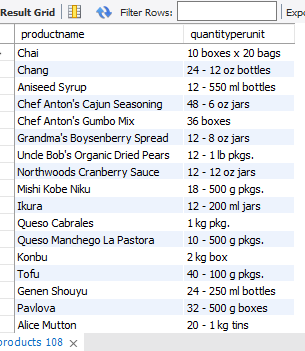 Result Grid Filter Rows: Expo
productname quantityperunit
Chai 10 boxes x 20 bags
Chang 24 - 12 oz bottles
Aniseed Syrup 12 - 550 ml bottles
Chef Anton's Cajun Seasoning 48 - 6 oz jars
Chef Anton's Gumbo Mix 36 boxes
Grandma's Boysenberry Spread 12 - 8 oz jars
Uncle Bob's Organic Dried Pears 12 - 1 lb pkgs.
Northwoods Cranberry Sauce 12 - 12 oz jars
Mishi Kobe Niku 18 - 500 g pkgs.
Ikura 12 - 200 ml jars
Queso Cabrales 1 kg pkg.
Queso Manchego La Pastora 10 - 500 g pkgs.
Konbu 2 kg box
Tofu 40 - 100 g pkgs.
Genen Shouyu 24 - 250 ml bottles
Pavlova 32 - 500 g boxes
Alice Mutton 20 - 1 kg tins
products 108